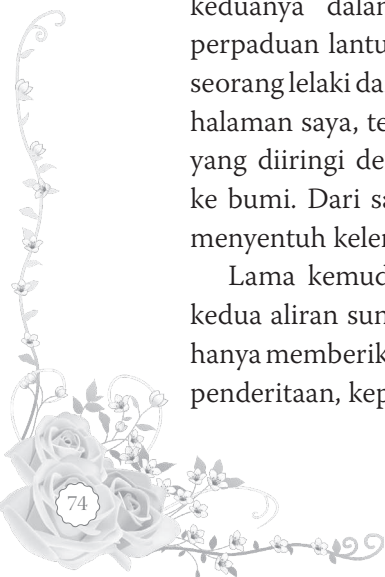 keduanya dalan
perpaduan lantu
seorang lelaki da
halaman saya, te
yang diiringi de
ke bumi. Dari sa
menyentuh keler
Lama kemud
kedua aliran sun
hanya memberik
penderitaan, kep
74